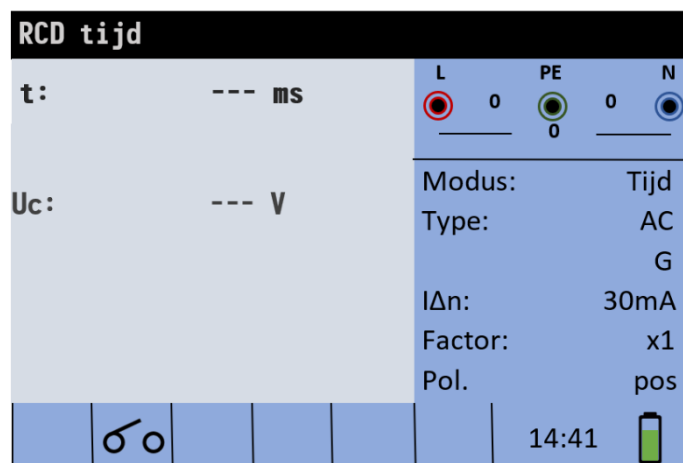 RCD tijd
t: --- ms
Uc: --- V
L PE N
0 0
0
Modus: Tijd
Type: AC
G
IΔn: 30mA
Factor: x1
Pol. pos
14:41